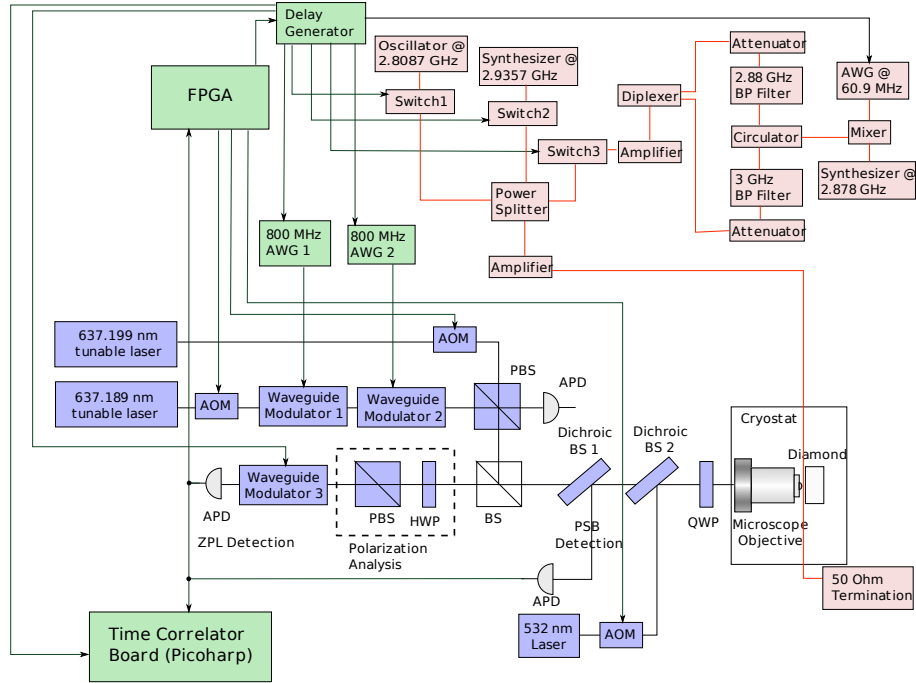 Delay
Generator
Oscillator @
2.8087 GHz
Synthesizer @
2.9357 GHz
Attenuator
FPGA
Switch1
Switch2
Diplexer
2.88 GHz
BP Filter
AWG @
60.9 MHz
Switch3
Amplifier
Circulator
Mixer
Power
Splitter
3 GHz
BP Filter
Synthesizer @
2.878 GHz
800 MHz
AWG 1
800 MHz
AWG 2
Attenuator
Amplifier
637.199 nm
tunable laser
AOM
PBS
APD
637.189 nm
tunable laser
AOM
Waveguide
Modulator 1
Waveguide
Modulator 2
Dichroic
BS 1
Dichroic
BS 2
Cryostat
Diamond
Waveguide
Modulator 3
APD
PBS
HWP
BS
QWP
ZPL Detection
Polarization
Analysis
PSB
Detection
Microscope
Objective
APD
50 Ohm
Termination
532 nm
Laser
AOM
Time Correlator
Board (Picoharp)